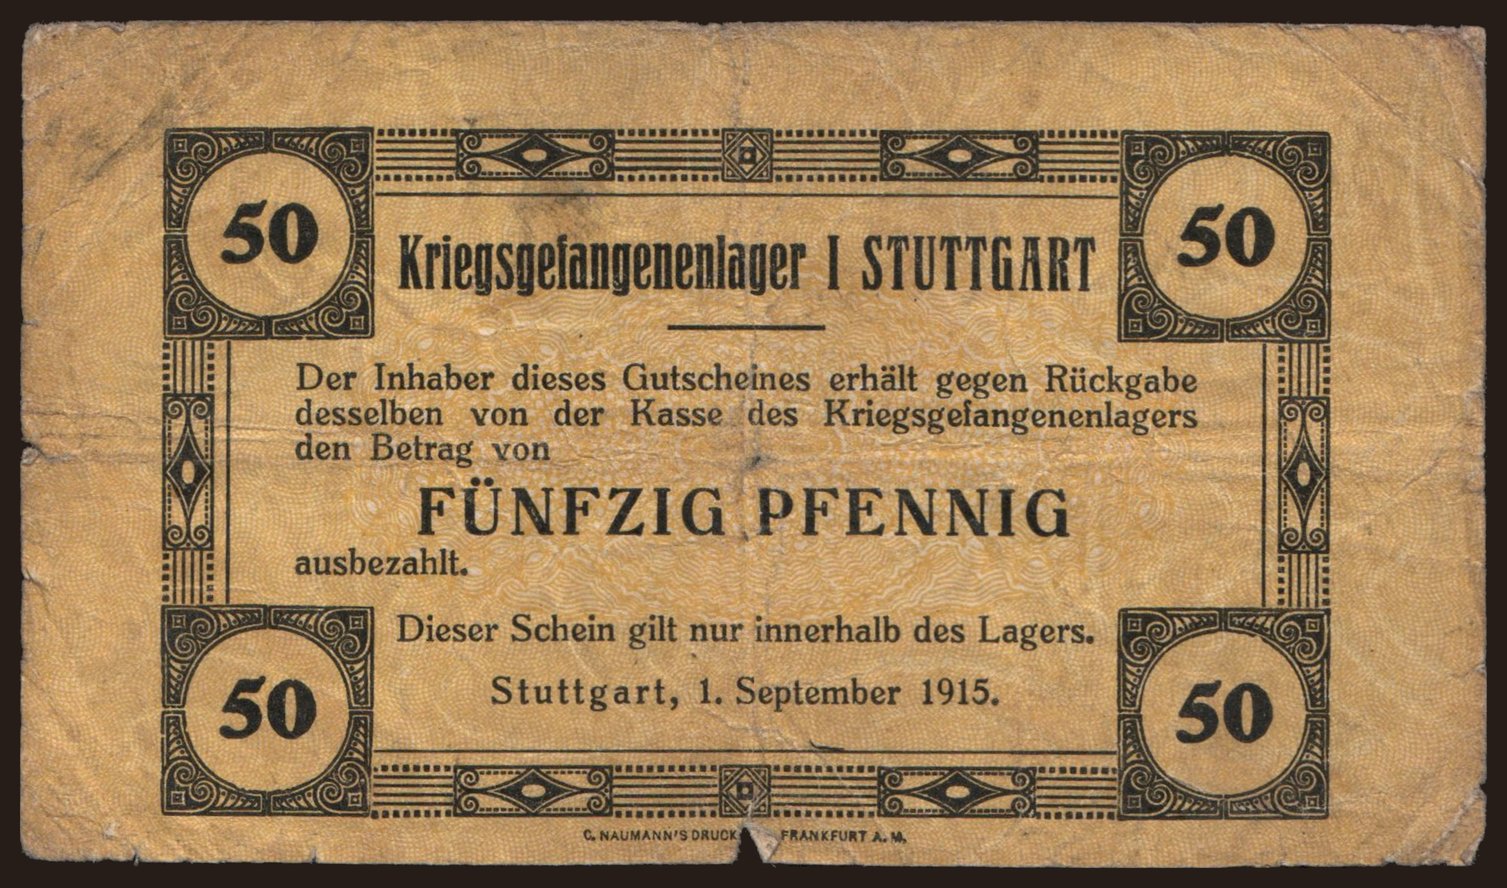 50 50
Kriegsgefangenenlager I STUTTGART
Der Inhaber dieses Gutscheines erhält gegen Rückgabe
desselben von der Kasse des Kriegsgefangenenlagers
den Betrag von
FÜNFZIG PFENNIG
ausbezahlt.
Dieser Schein gilt nur innerhalb des Lagers.
Stuttgart, 1. September 1915.
50 50
C. NAUMANN'S DRUCK FRANKFURT A. M.